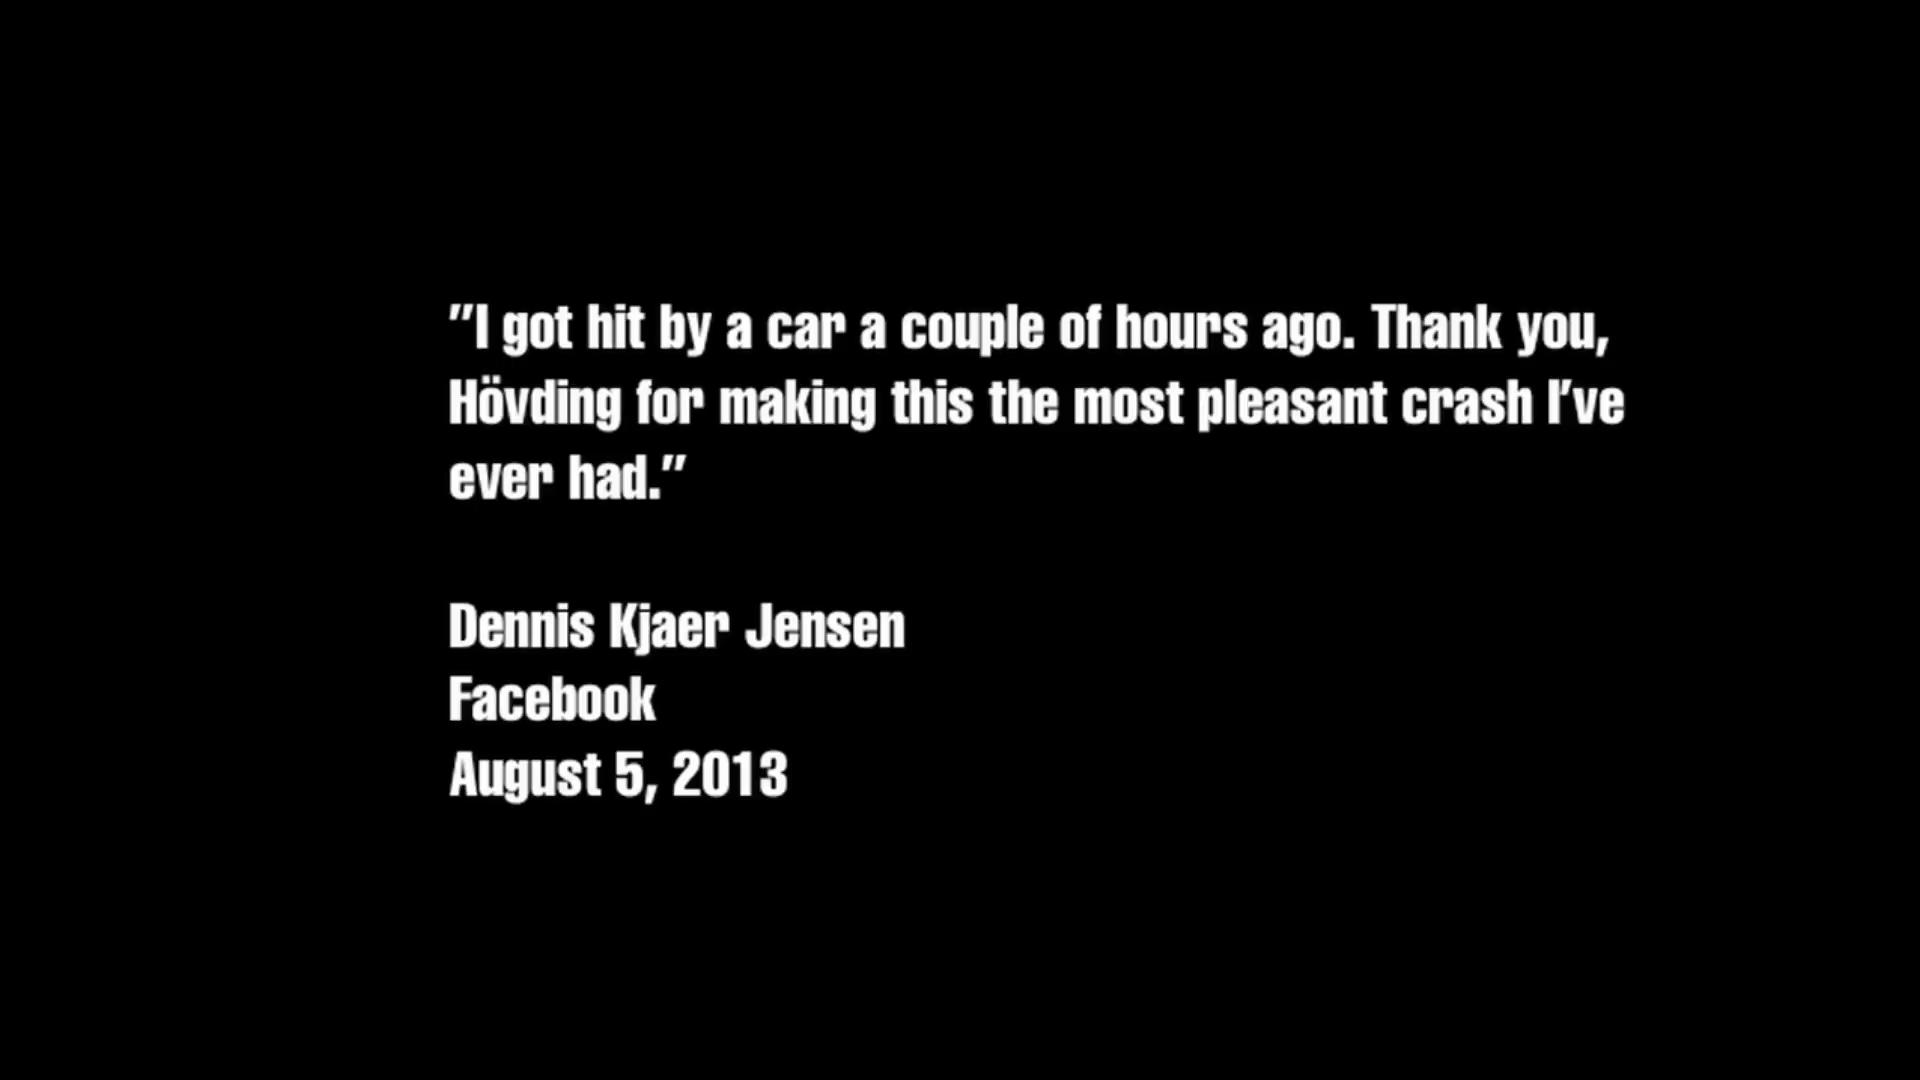 ”I got hit by a car a couple of hours ago. Thank you,
Hövding for making this the most pleasant crash I’ve
ever had.”
Dennis Kjaer Jensen
Facebook
August 5, 2013